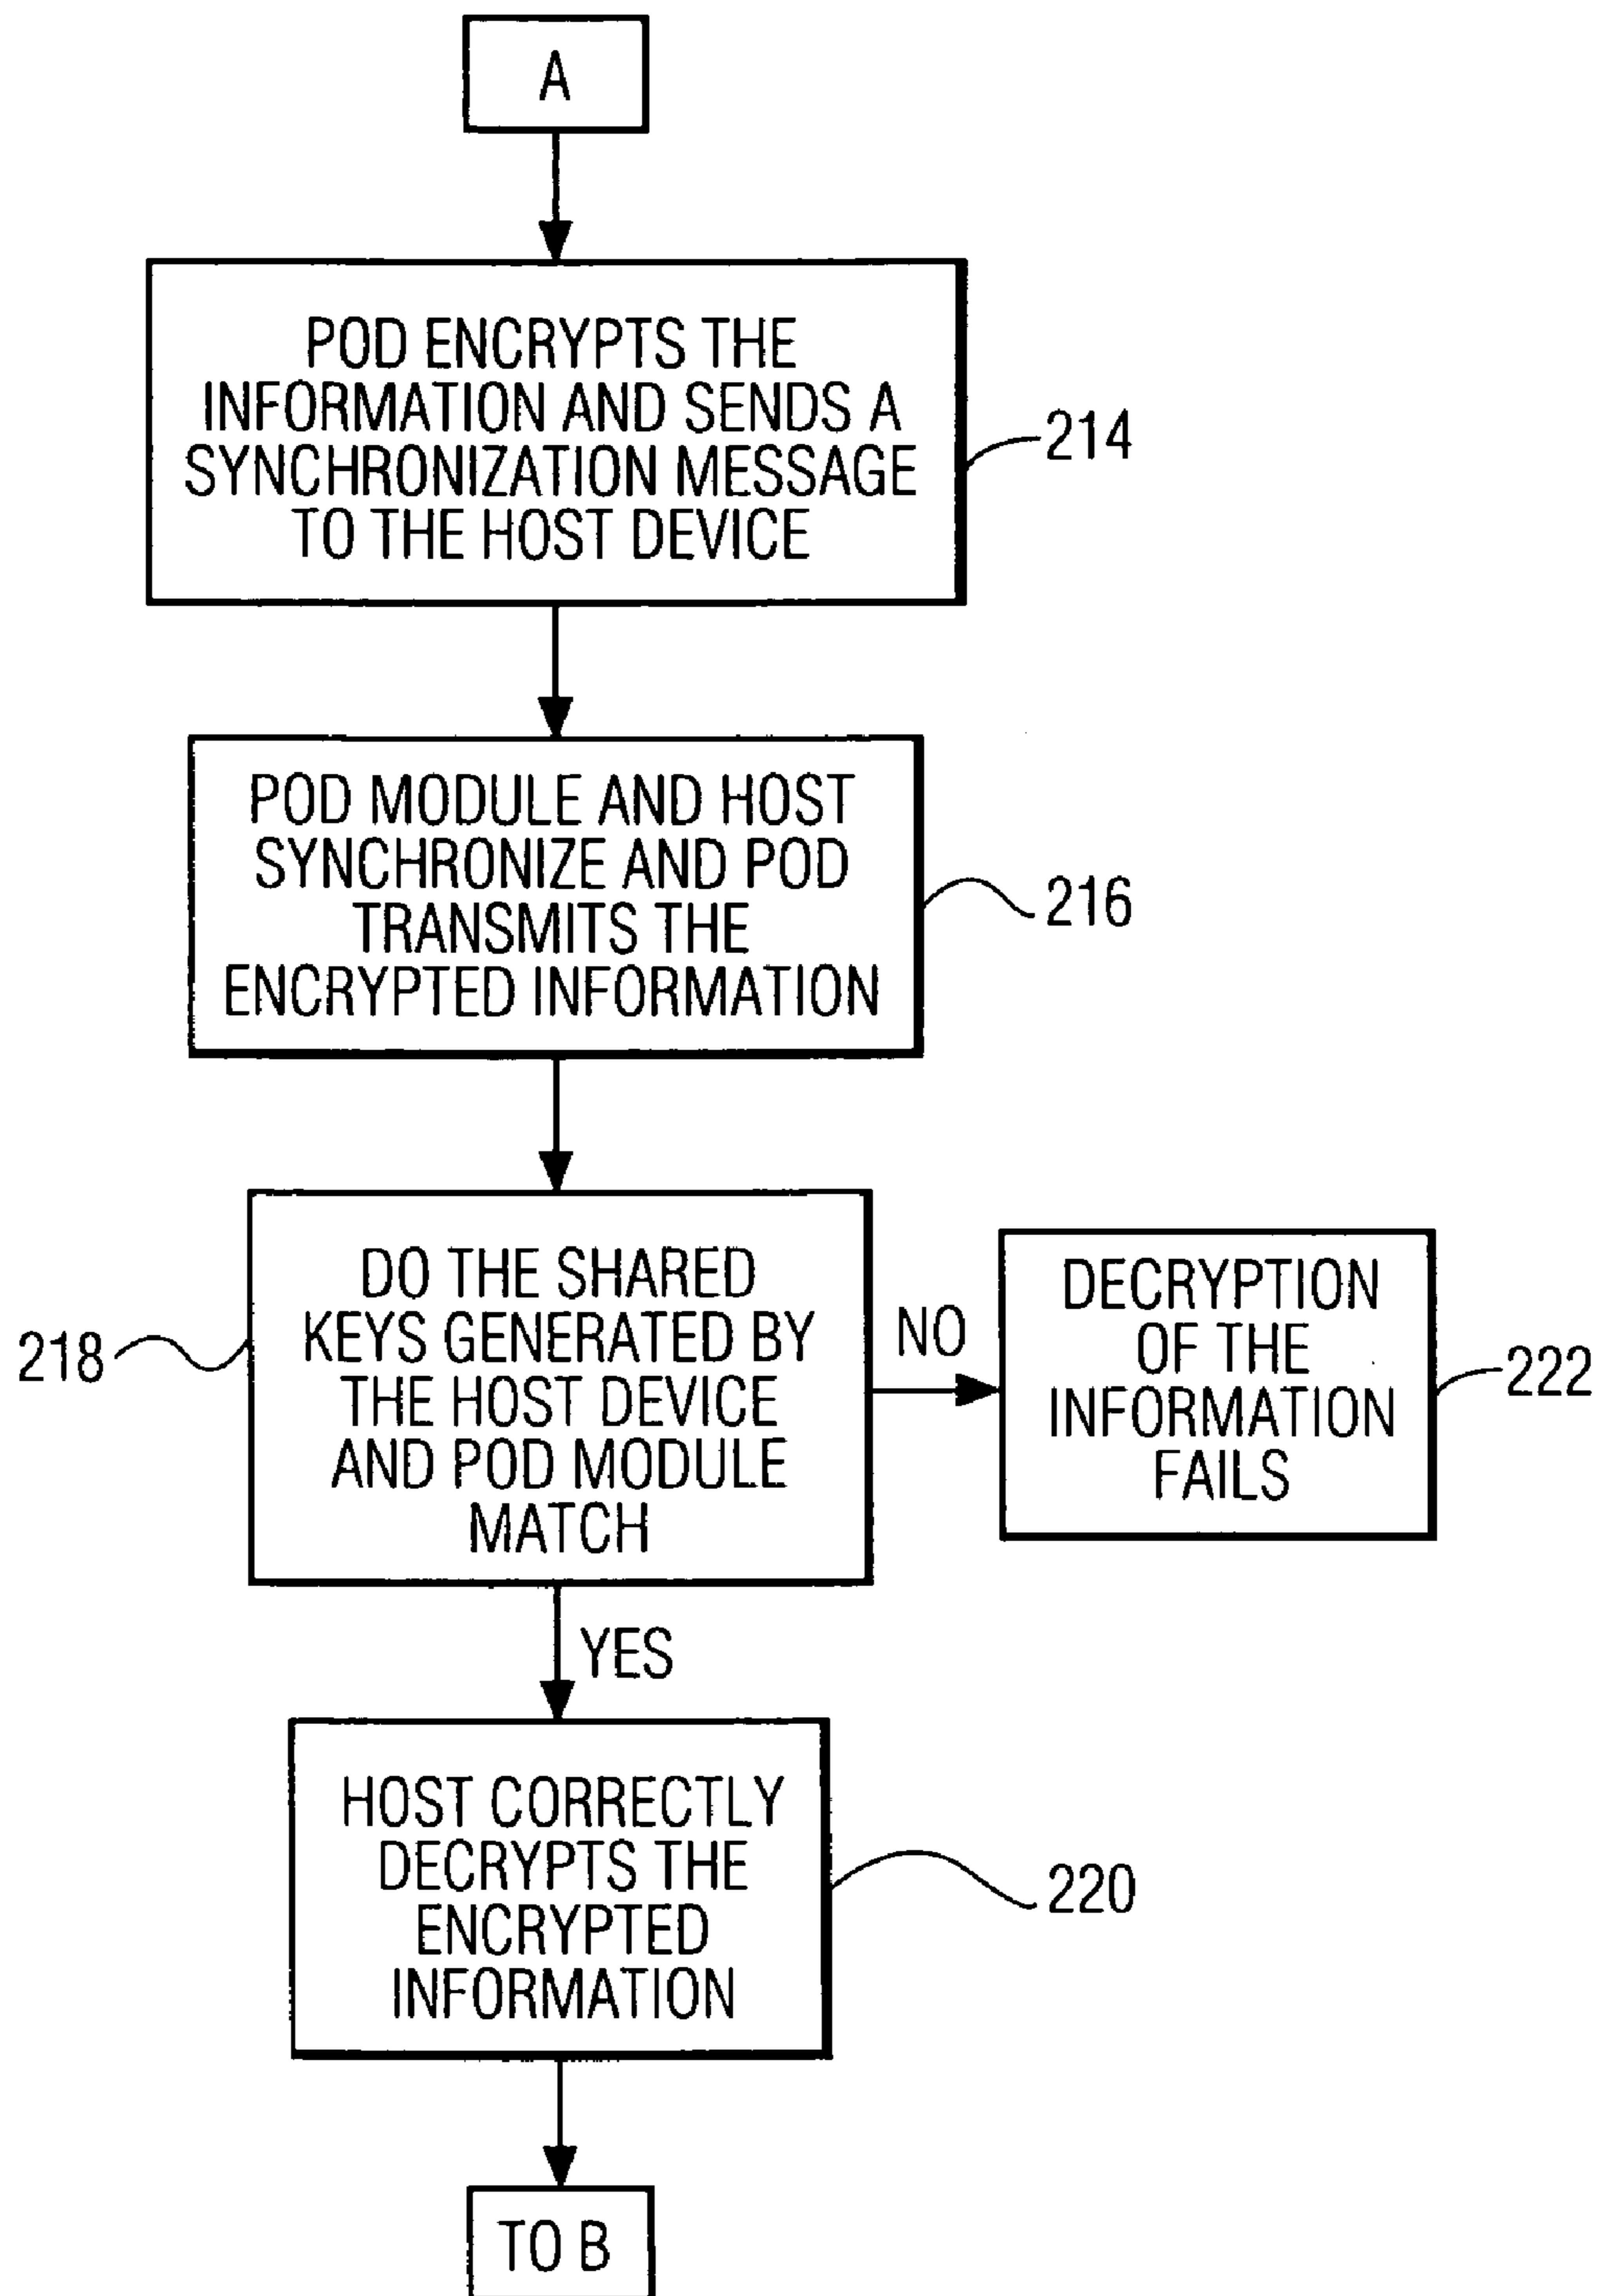 A
POD ENCRYPTS THE
INFORMATION AND SENDS A
SYNCHRONIZATION MESSAGE
TO THE HOST DEVICE
214
POD MODULE AND HOST
SYNCHRONIZE AND POD
TRANSMITS THE
ENCRYPTED INFORMATION
216
218
DO THE SHARED
KEYS GENERATED BY
THE HOST DEVICE
AND POD MODULE
MATCH
NO
DECRYPTION
OF THE
INFORMATION
FAILS
222
YES
HOST CORRECTLY
DECRYPTS THE
ENCRYPTED
INFORMATION
220
TO B